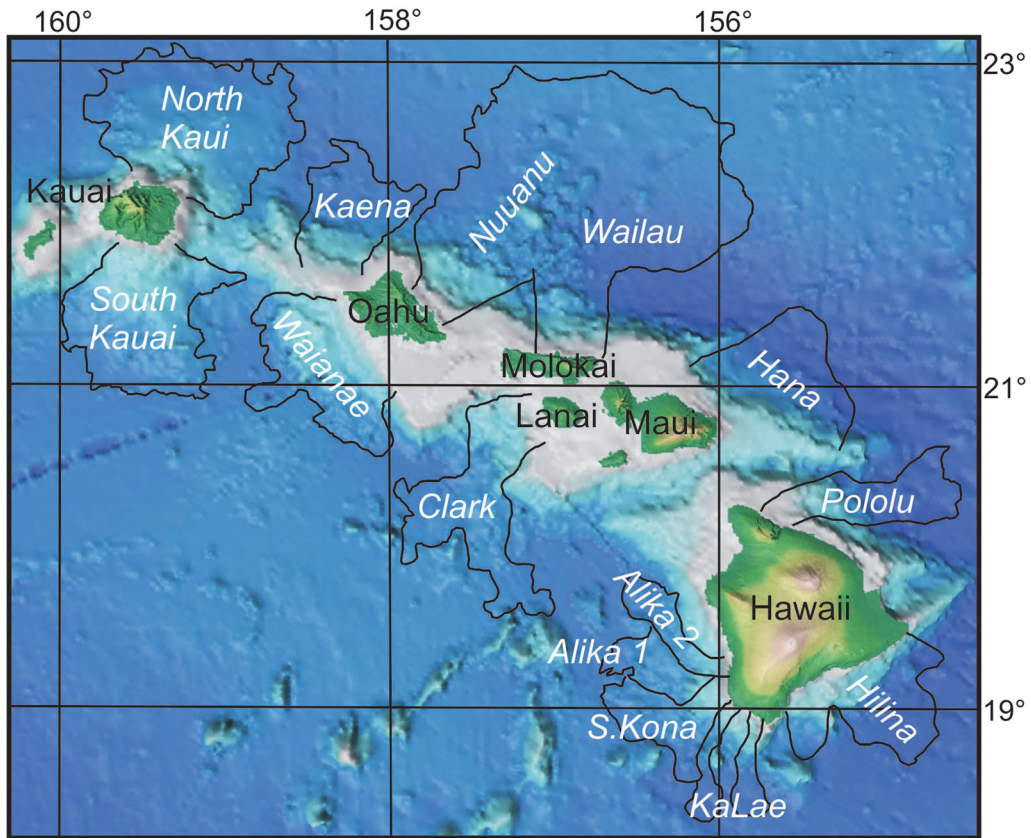 160°
158°
156°
23°
North
Kaui
Kauai
Kaena
Nuuanu
Wailau
South
Kauai
Oahu
Waianae
Molokai
Hana
21°
Lanai
Maui
Clark
Pololu
Alika 2
Hawaii
Alika 1
Hilina
19°
S.Kona
KaLae